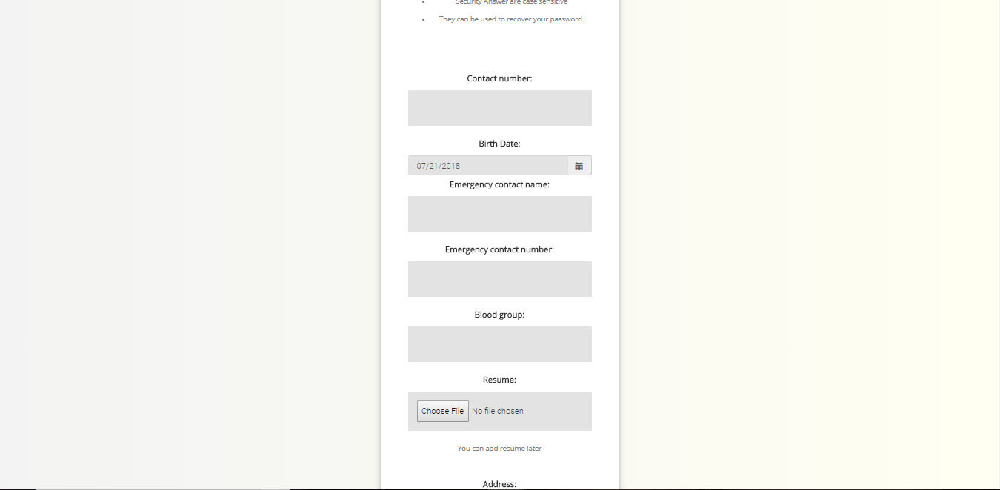 Security Answer are case sensitive
They can be used to recover your password.
Contact number:
Birth Date:
07/21/2018
Emergency contact name:
Emergency contact number:
Blood group:
Resume:
Choose File No file chosen
You can add resume later
Address: